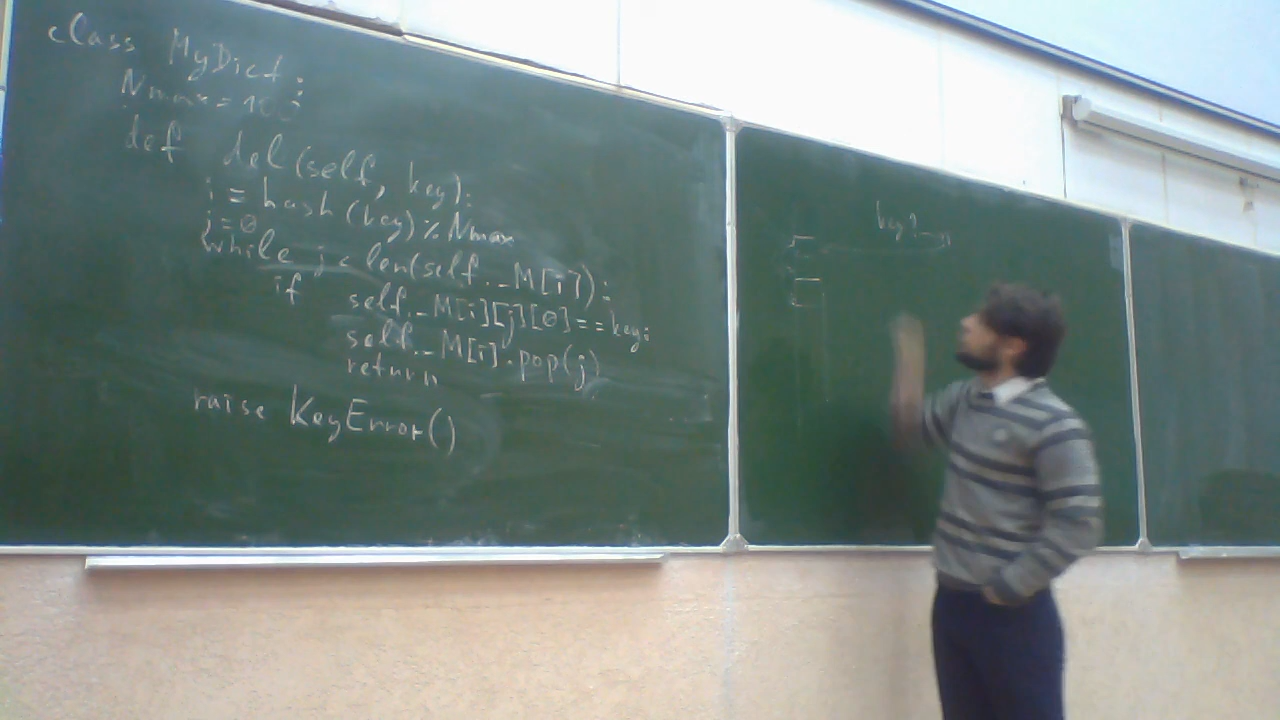 class MyDict:
Nmax = 100
def del(self, key):
i = hash(key) % Nmax
j = 0
while j < len(self._M[i]):
if self._M[i][j][0] == key:
self._M[i].pop(j)
return
raise KeyError()
key?